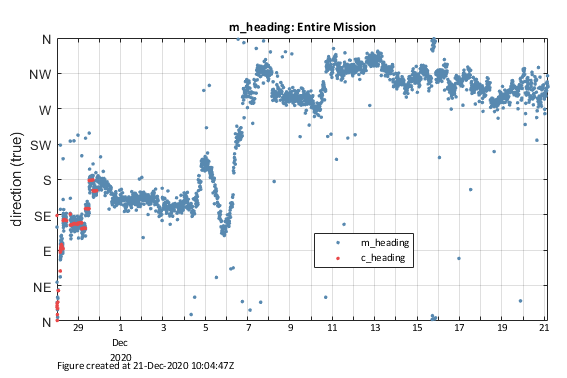 m_heading: Entire Mission
direction (true)
N
NW
W
SW
S
SE
E
NE
N
m_heading
c_heading
29 1 3 5 7 9 11 13 15 17 19 21
Dec
2020
Figure created at 21-Dec-2020 10:04:47Z